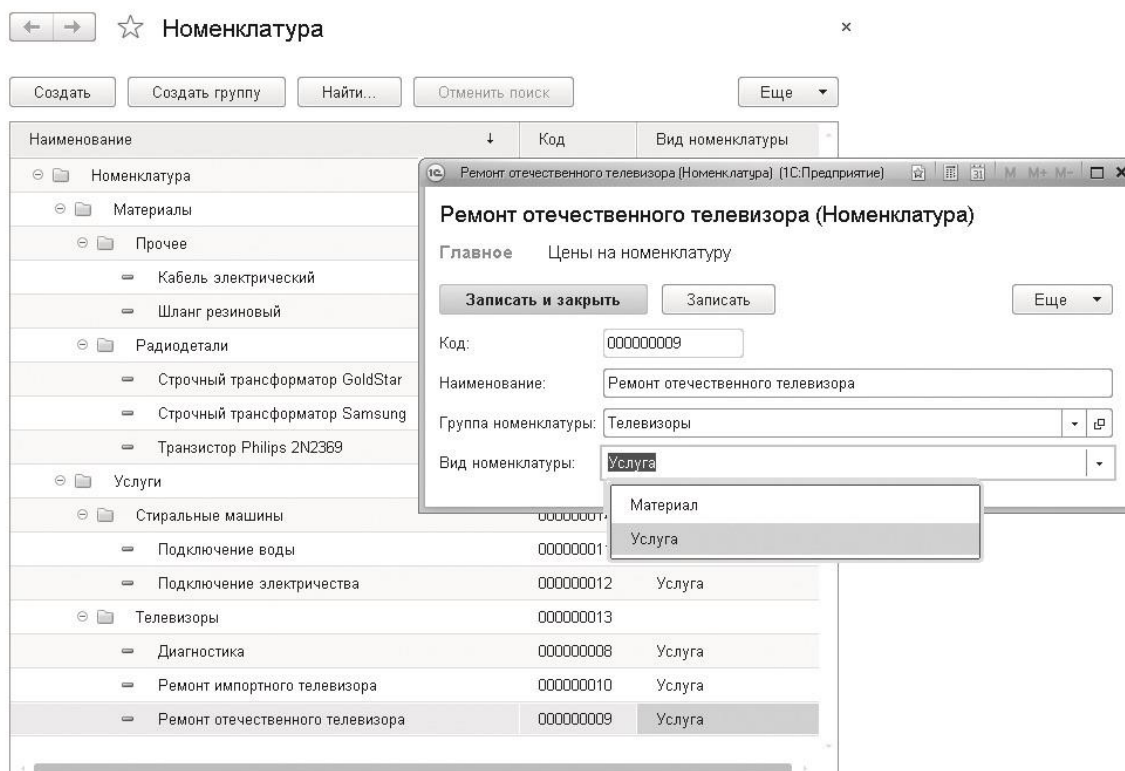 Номенклатура
Создать Создать группу Найти... Отменить поиск Еще
Наименование Код Вид номенклатуры
Номенклатура
Материалы
Прочее
Кабель электрический
Шланг резиновый
Радиодетали
Строчный трансформатор GoldStar
Строчный трансформатор Samsung
Транзистор Philips 2N2369
Услуги
Стиральные машины
Подключение воды
Подключение электричества 000000012 Услуга
Телевизоры 000000013
Диагностика 000000008 Услуга
Ремонт импортного телевизора 000000010 Услуга
Ремонт отечественного телевизора 000000009 Услуга
1С Ремонт отечественного телевизора (Номенклатура) (1С:Предприятие) 31 M M+ M-
Ремонт отечественного телевизора (Номенклатура)
Главное Цены на номенклатуру
Записать и закрыть Записать Еще
Код: 000000009
Наименование: Ремонт отечественного телевизора
Группа номенклатуры: Телевизоры
Вид номенклатуры: Услуга
Материал
Услуга